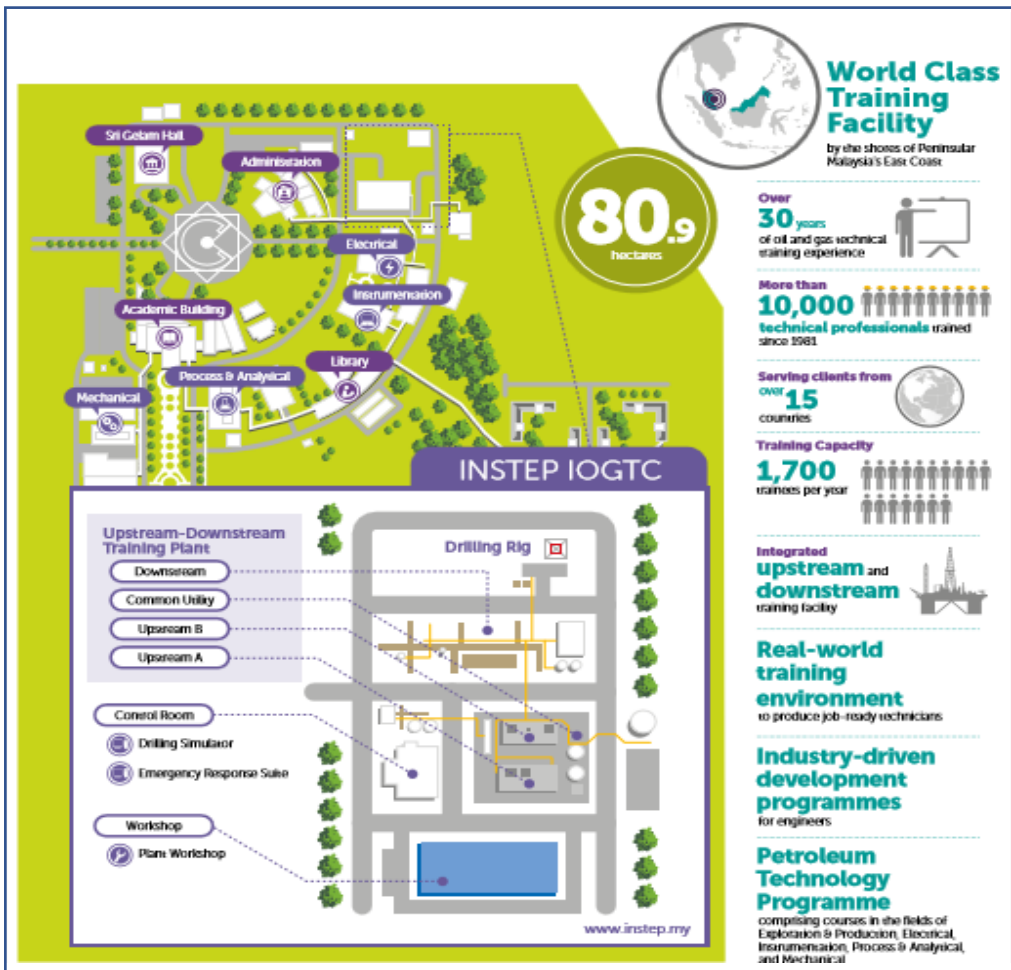 World Class
Training
Facility
by the shores of Peninsular
Malaysia's East Coast
Sri Gelam Hall
Administration
80.9
hectares
Electrical
Instrumentation
Academic Building
Library
Process & Analytical
Mechanical
Over
30 years
of oil and gas technical
training experience
More than
10,000
technical professionals trained
since 1981
Serving clients from
over 15
countries
Training Capacity
1,700
trainees per year
Integrated
upstream and
downstream
training facility
Real-world
training
environment
to produce job-ready technicians
Industry-driven
development
programmes
for engineers
Petroleum
Technology
Programme
comprising courses in the fields of
Exploration & Production, Electrical,
Instrumentation, Process & Analytical,
and Mechanical
INSTEP IOGTC
Upstream-Downstream
Training Plant
Downstream
Common Utility
Upstream B
Upstream A
Drilling Rig
Control Room
Drilling Simulator
Emergency Response Suite
Workshop
Plant Workshop
www.instep.my